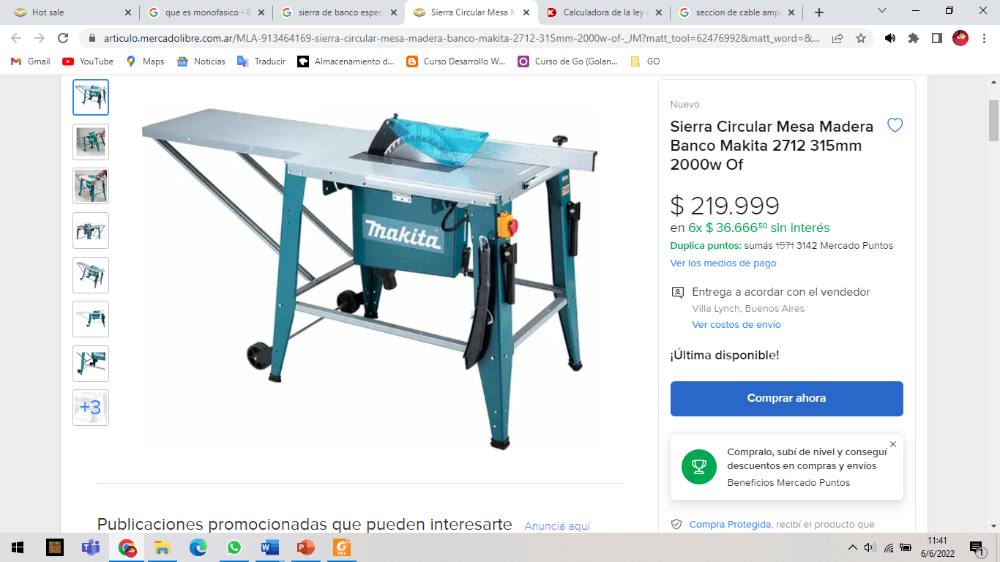 Hot sale
que es monofasico - B
sierra de banco espec
Sierra Circular Mesa M
Calculadora de la ley d
seccion de cable ampe
articulo.mercadolibre.com.ar/MLA-913464169-sierra-circular-mesa-madera-banco-makita-2712-315mm-2000w-of-_JM?matt_tool=62476992&matt_word=&...
Gmail
YouTube
Maps
Noticias
Traducir
Almacenamiento d...
Curso Desarrollo W...
Curso de Go (Golan...
GO
makita
+3
Nuevo
Sierra Circular Mesa Madera
Banco Makita 2712 315mm
2000w Of
$ 219.999
en 6x $ 36.666⁵⁰ sin interés
Duplica puntos: sumás 1571 3142 Mercado Puntos
Ver los medios de pago
Entrega a acordar con el vendedor
Villa Lynch, Buenos Aires
Ver costos de envío
¡Última disponible!
Comprar ahora
Compralo, subí de nivel y conseguí
descuentos en compras y envíos
Beneficios Mercado Puntos
Compra Protegida, recibí el producto que
Publicaciones promocionadas que pueden interesarte
Anunciá aquí
11:41
6/6/2022
1